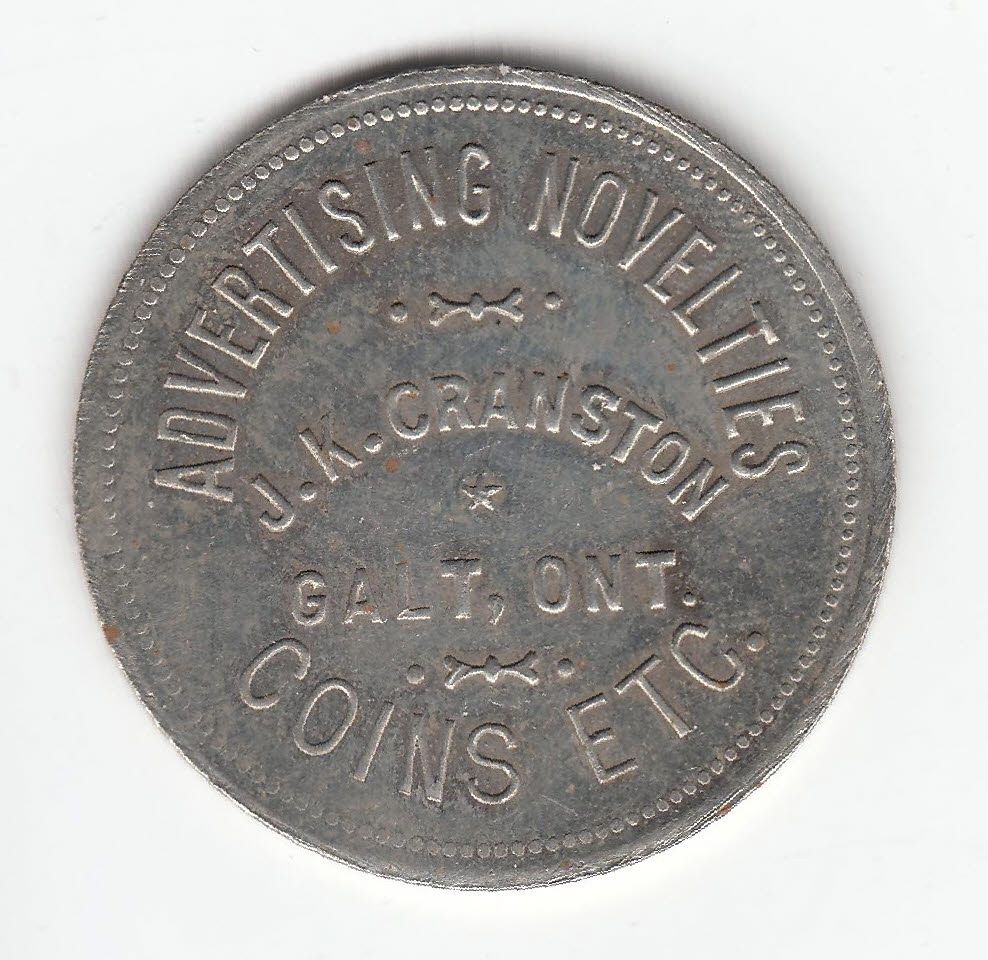 ADVERTISING NOVELTIES
J.K. CRANSTON
GALT, ONT.
COINS ETC.